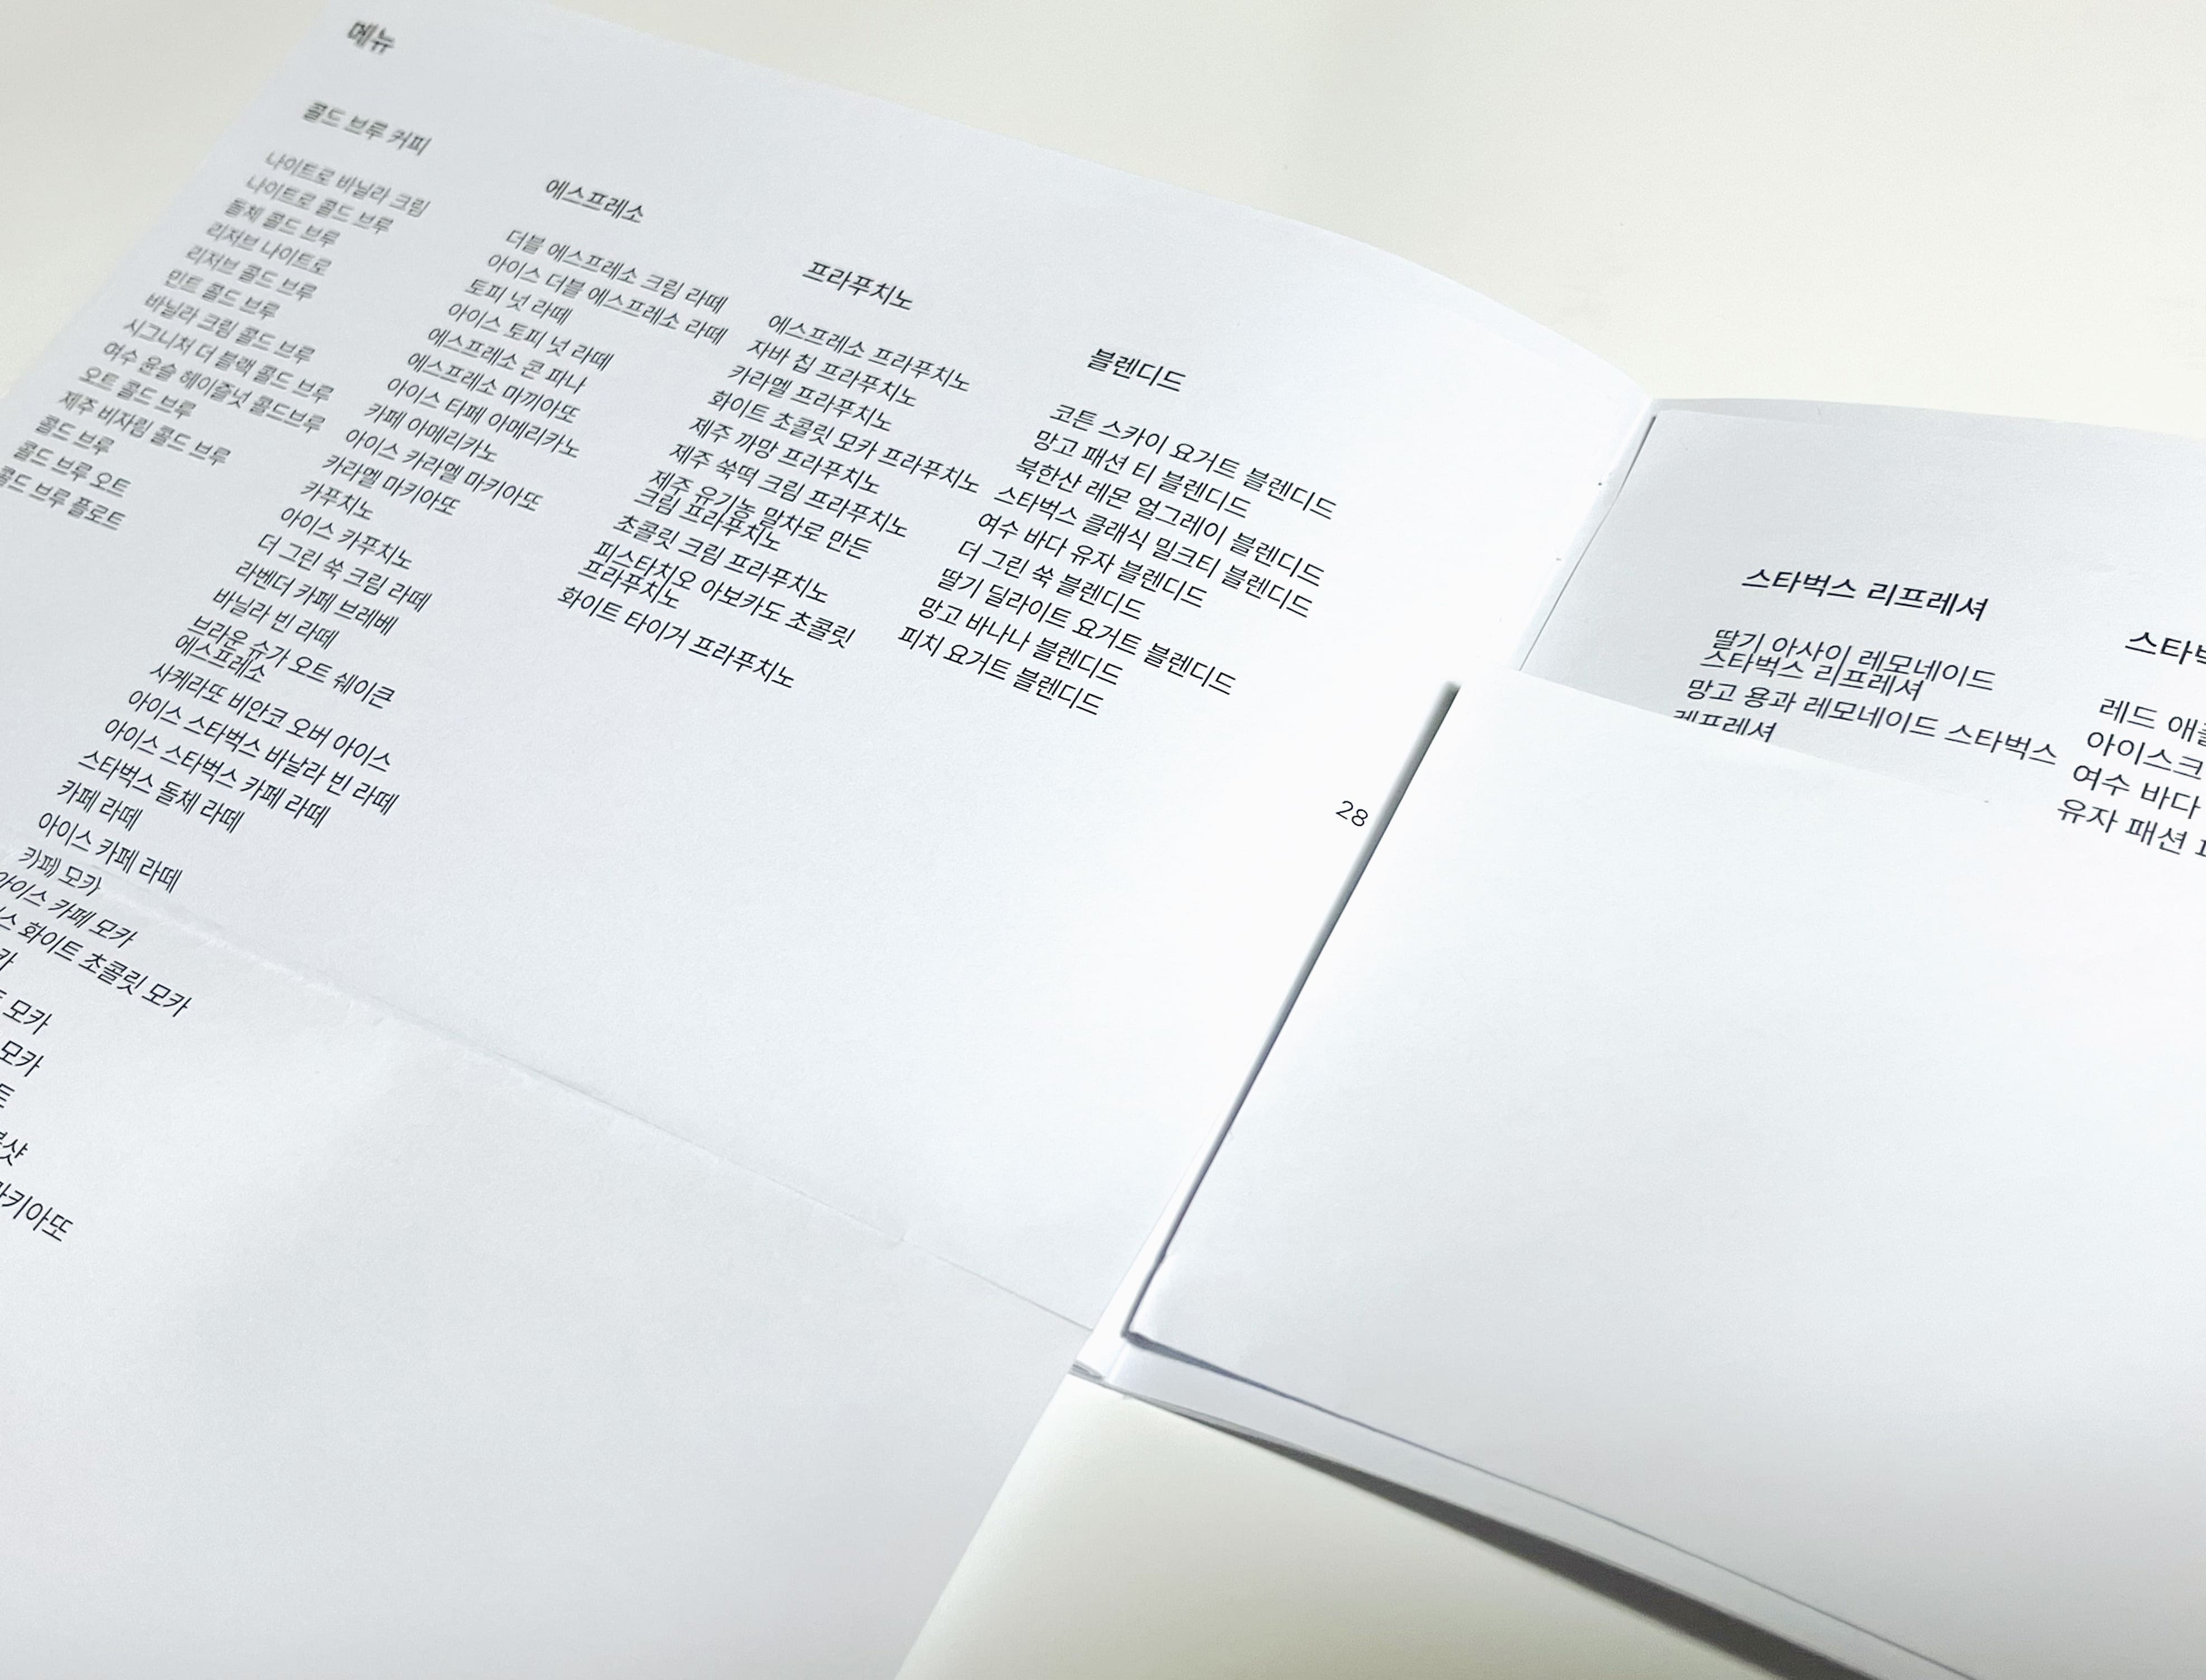 메뉴
콜드 브루 커피
나이트로 바닐라 크림
나이트로 콜드 브루
돌체 콜드 브루
리저브 나이트로
리저브 콜드 브루
민트 콜드 브루
바닐라 크림 콜드 브루
시그니처 더 블랙 콜드 브루
여수 윤슬 헤이즐넛 콜드브루
오트 콜드 브루
제주 비자림 콜드 브루
콜드 브루
콜드 브루 오트
콜드 브루 플로트
에스프레소
더블 에스프레소 크림 라떼
아이스 더블 에스프레소 라떼
토피 넛 라떼
아이스 토피 넛 라떼
에스프레소 콘 파나
에스프레소 마끼아또
아이스 타페 아메리카노
카페 아메리카노
아이스 카라멜 마키아또
카라멜 마키아또
카푸치노
아이스 카푸치노
더 그린 쑥 크림 라떼
라벤더 카페 브레베
바닐라 빈 라떼
브라운 슈가 오트 쉐이큰
에스프레소
사케라또 비안코 오버 아이스
아이스 스타벅스 바날라 빈 라떼
아이스 스타벅스 카페 라떼
스타벅스 돌체 라떼
카페 라떼
아이스 카페 라떼
카페 모카
아이스 카페 모카
스 화이트 초콜릿 모카
카
모카
모카
트
샷
마키아또
프라푸치노
에스프레소 프라푸치노
자바 칩 프라푸치노
카라멜 프라푸치노
화이트 초콜릿 모카 프라푸치노
제주 까망 프라푸치노
제주 쑥떡 크림 프라푸치노
제주 유기농 말차로 만든
크림 프라푸치노
초콜릿 크림 프라푸치노
피스타치오 아보카도 초콜릿
프라푸치노
화이트 타이거 프라푸치노
블렌디드
코튼 스카이 요거트 블렌디드
망고 패션 티 블렌디드
북한산 레몬 얼그레이 블렌디드
스타벅스 클래식 밀크티 블렌디드
여수 바다 유자 블렌디드
더 그린 쑥 블렌디드
딸기 딜라이트 요거트 블렌디드
망고 바나나 블렌디드
피치 요거트 블렌디드
28
스타벅스 리프레셔
딸기 아사이 레모네이드
스타벅스 리프레셔
망고 용과 레모네이드 스타벅스
레프레셔
스타벅
레드 애플
아이스크
여수 바다
유자 패션